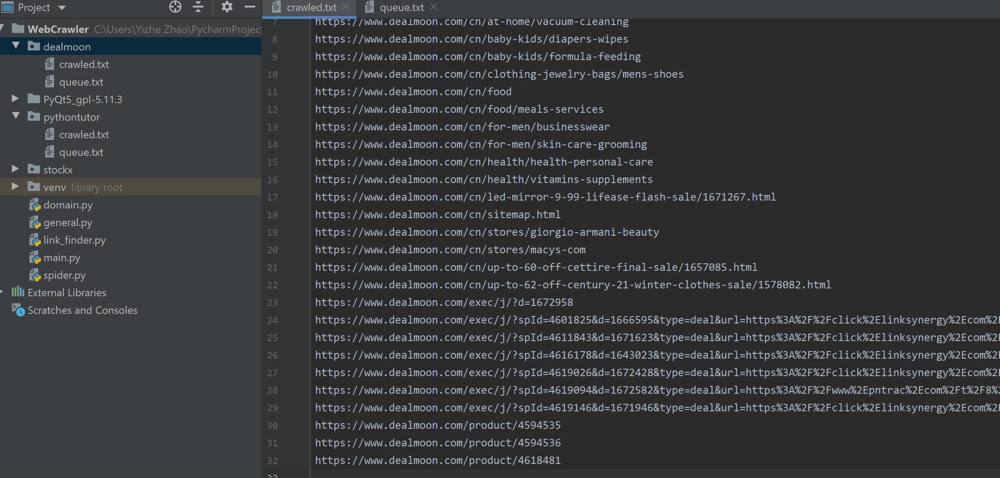 Project
WebCrawler C:\Users\Yizhe Zhao\PycharmProject
dealmoon
crawled.txt
queue.txt
PyQt5_gpl-5.11.3
pythontutor
crawled.txt
queue.txt
stockx
venv library root
domain.py
general.py
link_finder.py
main.py
spider.py
External Libraries
Scratches and Consoles
crawled.txt queue.txt
7 https://www.dealmoon.com/cn/at-home/vacuum-cleaning
8 https://www.dealmoon.com/cn/baby-kids/diapers-wipes
9 https://www.dealmoon.com/cn/baby-kids/formula-feeding
10 https://www.dealmoon.com/cn/clothing-jewelry-bags/mens-shoes
11 https://www.dealmoon.com/cn/food
12 https://www.dealmoon.com/cn/food/meals-services
13 https://www.dealmoon.com/cn/for-men/businesswear
14 https://www.dealmoon.com/cn/for-men/skin-care-grooming
15 https://www.dealmoon.com/cn/health/health-personal-care
16 https://www.dealmoon.com/cn/health/vitamins-supplements
17 https://www.dealmoon.com/cn/led-mirror-9-99-lifease-flash-sale/1671267.html
18 https://www.dealmoon.com/cn/sitemap.html
19 https://www.dealmoon.com/cn/stores/giorgio-armani-beauty
20 https://www.dealmoon.com/cn/stores/macys-com
21 https://www.dealmoon.com/cn/up-to-60-off-cettire-final-sale/1657085.html
22 https://www.dealmoon.com/cn/up-to-62-off-century-21-winter-clothes-sale/1578082.html
23 https://www.dealmoon.com/exec/j/?d=1672958
24 https://www.dealmoon.com/exec/j/?spId=4601825&d=1666595&type=deal&url=https%3A%2F%2Fclick%2Elinksynergy%2Ecom%2F
25 https://www.dealmoon.com/exec/j/?spId=4611843&d=1671623&type=deal&url=https%3A%2F%2Fclick%2Elinksynergy%2Ecom%2F
26 https://www.dealmoon.com/exec/j/?spId=4616178&d=1643023&type=deal&url=https%3A%2F%2Fclick%2Elinksynergy%2Ecom%2F
27 https://www.dealmoon.com/exec/j/?spId=4619026&d=1672428&type=deal&url=https%3A%2F%2Fclick%2Elinksynergy%2Ecom%2F
28 https://www.dealmoon.com/exec/j/?spId=4619094&d=1672582&type=deal&url=https%3A%2F%2Fwww%2Epntrac%2Ecom%2Ft%2F8%2
29 https://www.dealmoon.com/exec/j/?spId=4619146&d=1671946&type=deal&url=https%3A%2F%2Fclick%2Elinksynergy%2Ecom%2F
30 https://www.dealmoon.com/product/4594535
31 https://www.dealmoon.com/product/4594536
32 https://www.dealmoon.com/product/4618481
33